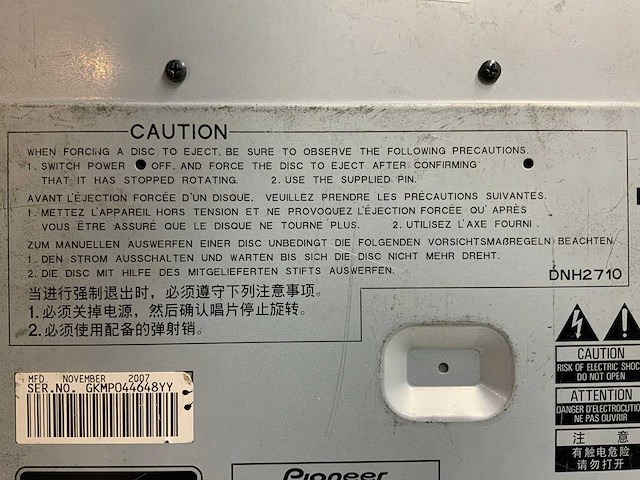 CAUTION
WHEN FORCING A DISC TO EJECT, BE SURE TO OBSERVE THE FOLLOWING PRECAUTIONS.
1. SWITCH POWER OFF, AND FORCE THE DISC TO EJECT AFTER CONFIRMING
THAT IT HAS STOPPED ROTATING. 2. USE THE SUPPLIED PIN.
AVANT L'ÉJECTION FORCÉE D'UN DISQUE, VEUILLEZ PRENDRE LES PRÉCAUTIONS SUIVANTES.
1. METTEZ L'APPAREIL HORS TENSION ET NE PROVOQUEZ L'ÉJECTION FORCÉE QU' APRÈS
VOUS ÊTRE ASSURÉ QUE LE DISQUE NE TOURNE PLUS. 2. UTILISEZ L'AXE FOURNI.
ZUM MANUELLEN AUSWERFEN EINER DISC UNBEDINGT DIE FOLGENDEN VORSICHTSMAßREGELN BEACHTEN
1. DEN STROM AUSSCHALTEN UND WARTEN BIS SICH DIE DISC NICHT MEHR DREHT.
2. DIE DISC MIT HILFE DES MITGELIEFERTEN STIFTS AUSWERFEN.
DNH2710
当进行强制退出时，必须遵守下列注意事项。
1.必须关掉电源，然后确认唱片停止旋转。
2.必须使用配备的弹射销。
MFD. NOVEMBER 2007
SER.NO. GKMP044648YY
CAUTION
RISK OF ELECTRIC SHOC
DO NOT OPEN
ATTENTION
DANGER D'ELECTROCUTIO
NE PAS OUVRIR
注 意
有触电危险
请勿打开
Pioneer